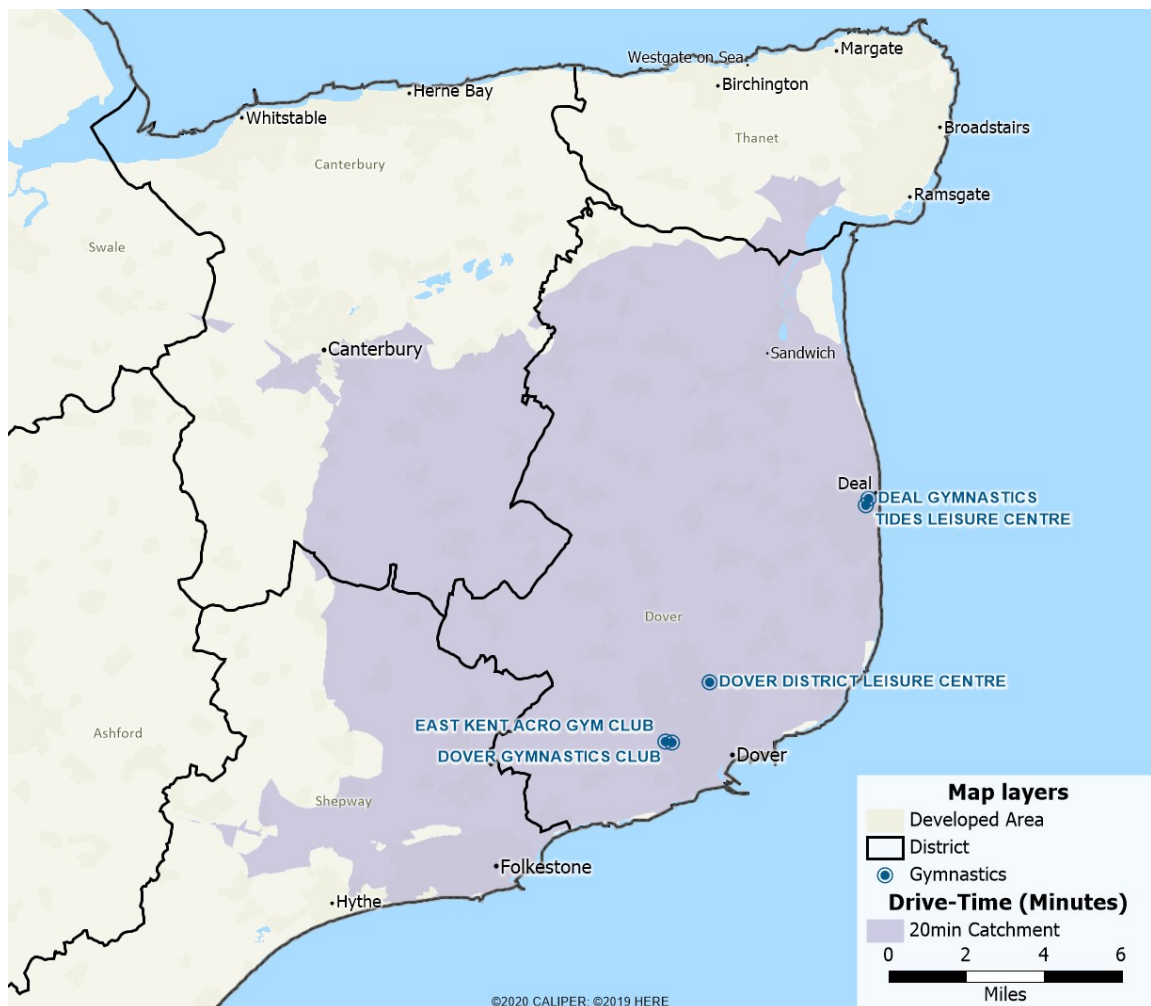 Westgate on Sea
Margate
Birchington
Herne Bay
Whitstable
Broadstairs
Thanet
Canterbury
Ramsgate
Swale
Canterbury
Sandwich
Deal
DEAL GYMNASTICS
TIDES LEISURE CENTRE
Dover
DOVER DISTRICT LEISURE CENTRE
EAST KENT ACRO GYM CLUB
DOVER GYMNASTICS CLUB
Ashford
Dover
Shepway
Folkestone
Hythe
Map layers
Developed Area
District
Gymnastics
Drive-Time (Minutes)
20min Catchment
0 2 4 6
Miles
©2020 CALIPER; ©2019 HERE